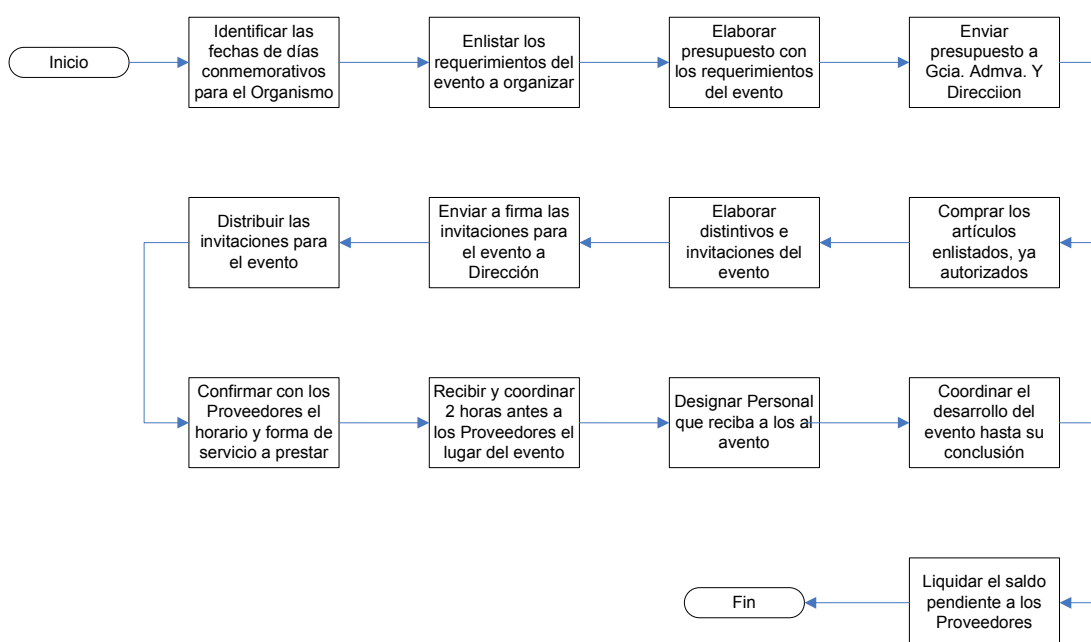 Inicio
Identificar las
fechas de días
conmemorativos
para el Organismo
Enlistar los
requerimientos del
evento a organizar
Elaborar
presupuesto con
los requerimientos
del evento
Enviar
presupuesto a
Gcia. Admva. Y
Direcciion
Comprar los
artículos
enlistados, ya
autorizados
Elaborar
distintivos e
invitaciones del
evento
Enviar a firma las
invitaciones para
el evento a
Dirección
Distribuir las
invitaciones para
el evento
Confirmar con los
Proveedores el
horario y forma de
servicio a prestar
Recibir y coordinar
2 horas antes a
los Proveedores el
lugar del evento
Designar Personal
que reciba a los al
avento
Coordinar el
desarrollo del
evento hasta su
conclusión
Liquidar el saldo
pendiente a los
Proveedores
Fin